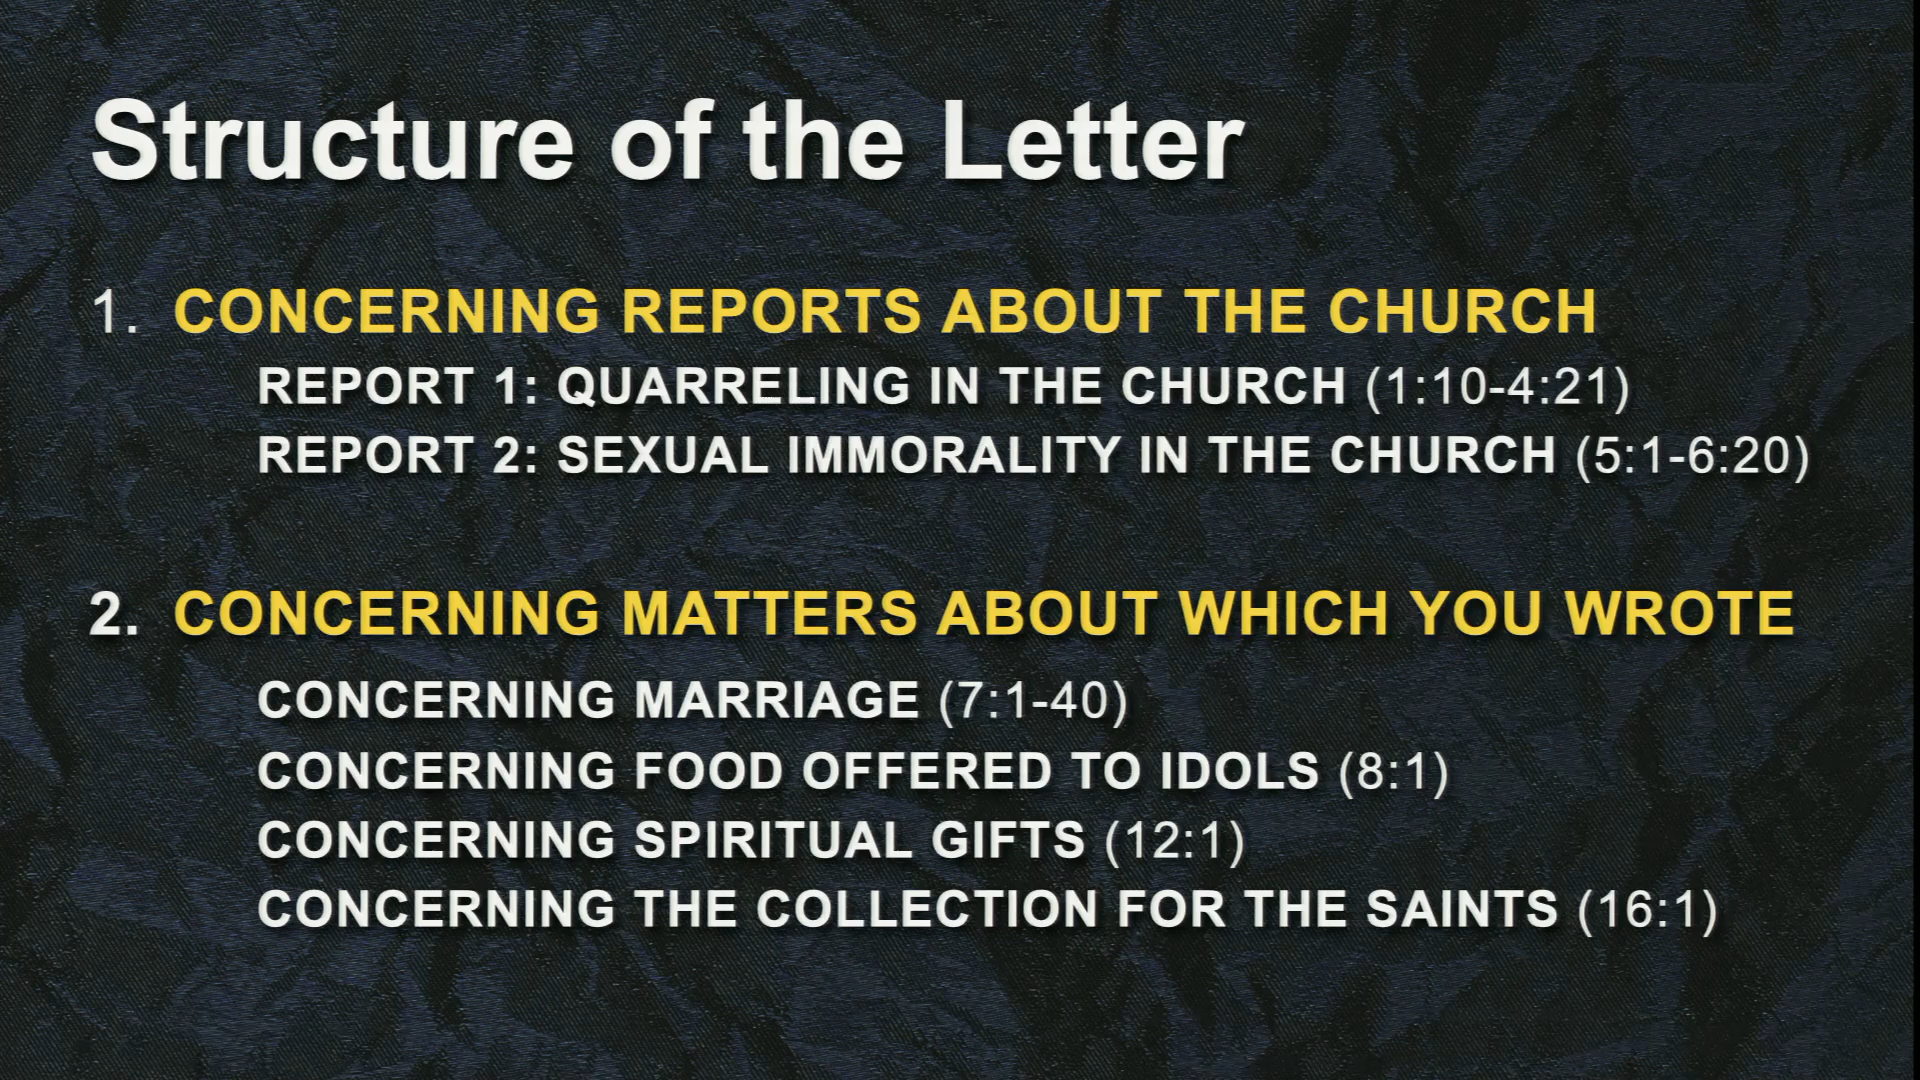 Structure of the Letter
1. CONCERNING REPORTS ABOUT THE CHURCH
REPORT 1: QUARRELING IN THE CHURCH (1:10-4:21)
REPORT 2: SEXUAL IMMORALITY IN THE CHURCH (5:1-6:20)
2. CONCERNING MATTERS ABOUT WHICH YOU WROTE
CONCERNING MARRIAGE (7:1-40)
CONCERNING FOOD OFFERED TO IDOLS (8:1)
CONCERNING SPIRITUAL GIFTS (12:1)
CONCERNING THE COLLECTION FOR THE SAINTS (16:1)